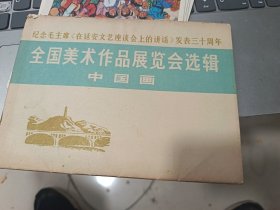 纪念毛主席《在延安文艺座谈会上的讲话》发表三十周年
全国美术作品展览会选辑
中国画